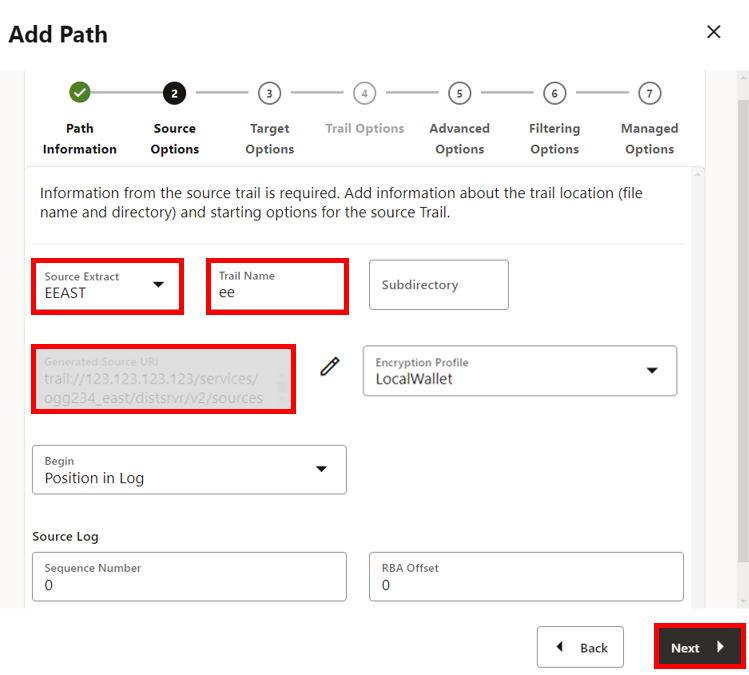 Add Path
2
3
4
5
6
7
Path Information
Source Options
Target Options
Trail Options
Advanced Options
Filtering Options
Managed Options
Information from the source trail is required. Add information about the trail location (file
name and directory) and starting options for the source Trail.
Source Extract
EEAST
Trail Name
ee
Subdirectory
Generated Source URI
trail://123.123.123.123/services/
ogg234_east/distsrvr/v2/sources
Encryption Profile
LocalWallet
Begin
Position in Log
Source Log
Sequence Number
0
RBA Offset
0
Back
Next